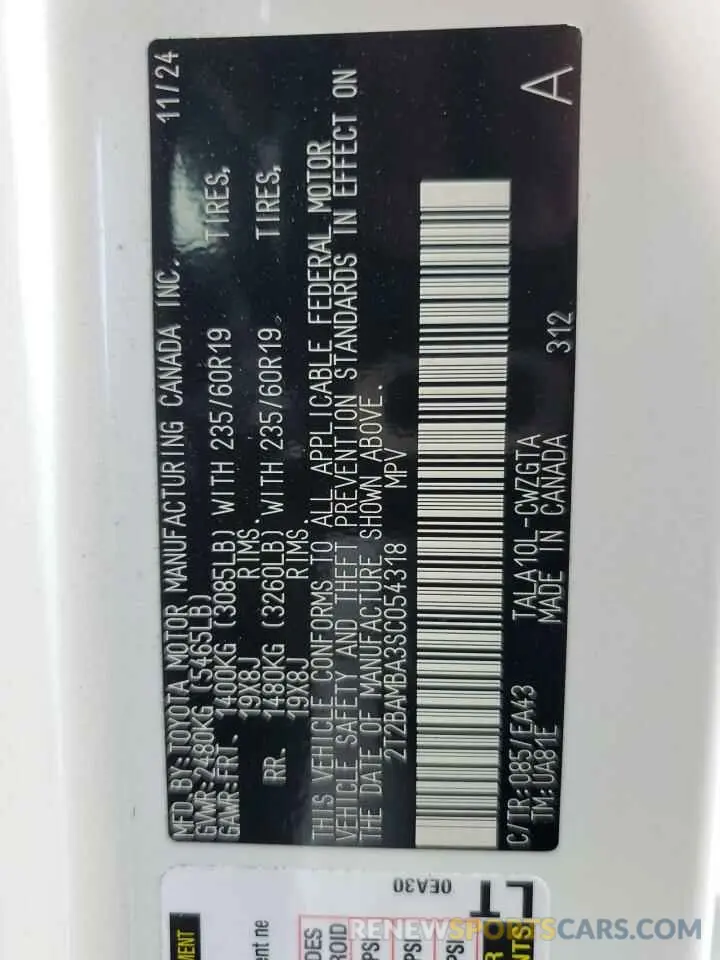 MFD.BY:TOYOTA MOTOR MANUFACTURING CANADA INC. 11/24
GVWR:2480KG (5465LB)
GAWR:FRT. 1400KG (3085LB) WITH 235/60R19 TIRES,
19X8J RIMS.
RR. 1480KG (3260LB) WITH 235/60R19 TIRES,
19X8J RIMS.
THIS VEHICLE CONFORMS TO ALL APPLICABLE FEDERAL MOTOR
VEHICLE SAFETY AND THEFT PREVENTION STANDARDS IN EFFECT ON
THE DATE OF MANUFACTURE SHOWN ABOVE.
2T2BAMBA3SC054318 MPV
A
C/TR:085/EA43 TALA10L-CWZGTA 312
TM:UA81E MADE IN CANADA
0EA30
RENEWSPORTSCARS.COM